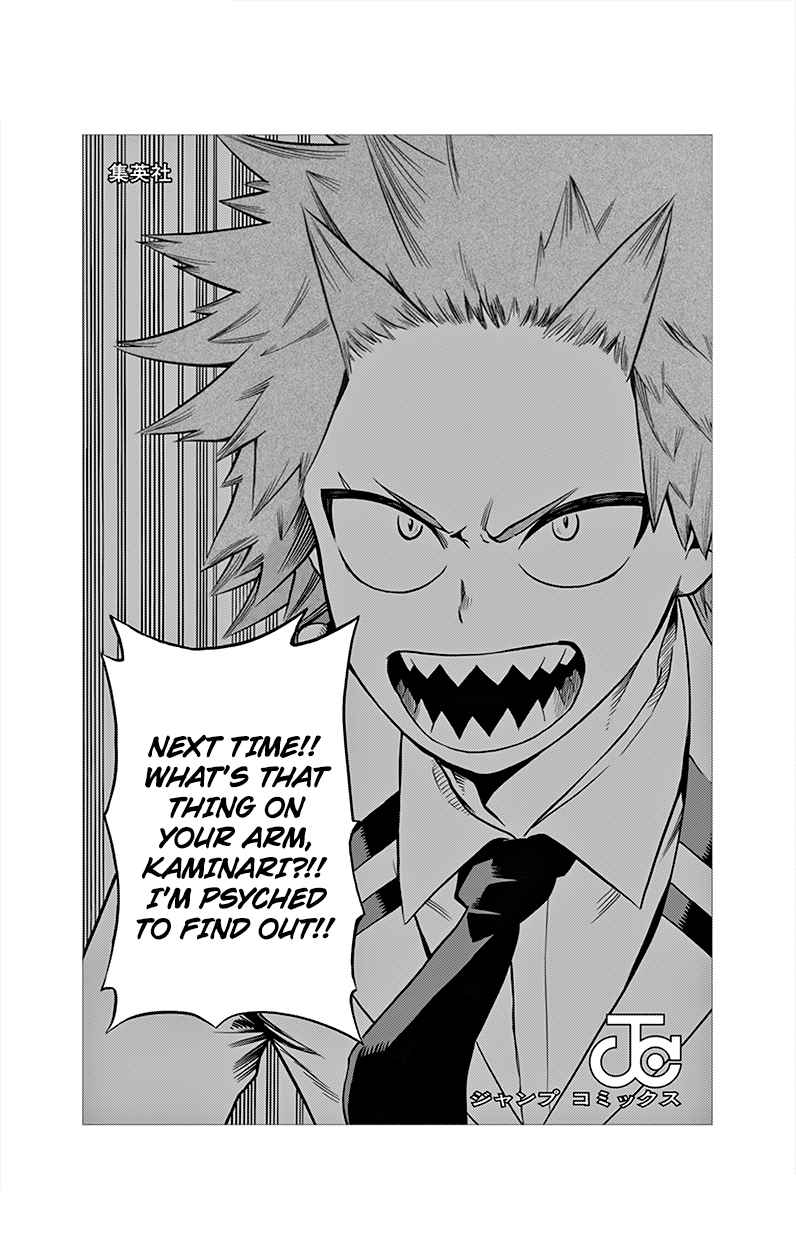 集英社
NEXT TIME!!
WHAT'S THAT
THING ON
YOUR ARM,
KAMINARI?!!
I'M PSYCHED
TO FIND OUT!!
JC
ジャンプ コミックス